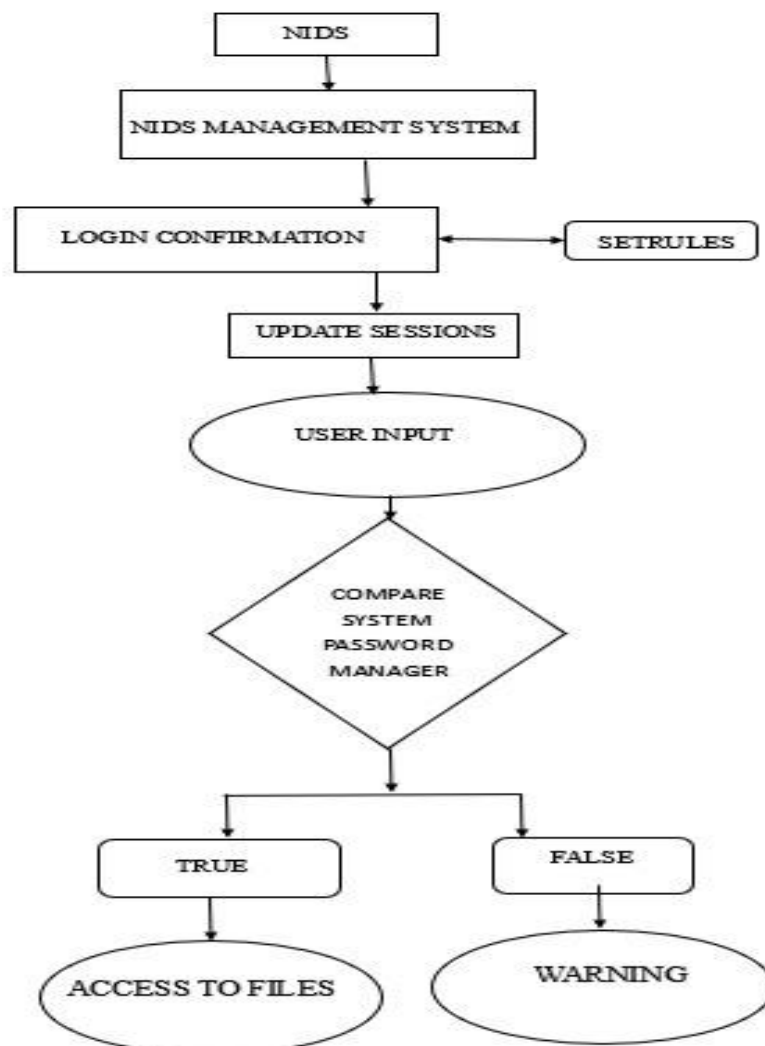 NIDS
NIDS MANAGEMENT SYSTEM
LOGIN CONFIRMATION
SETRULES
UPDATE SESSIONS
USER INPUT
COMPARE
SYSTEM
PASSWORD
MANAGER
TRUE
FALSE
ACCESS TO FILES
WARNING